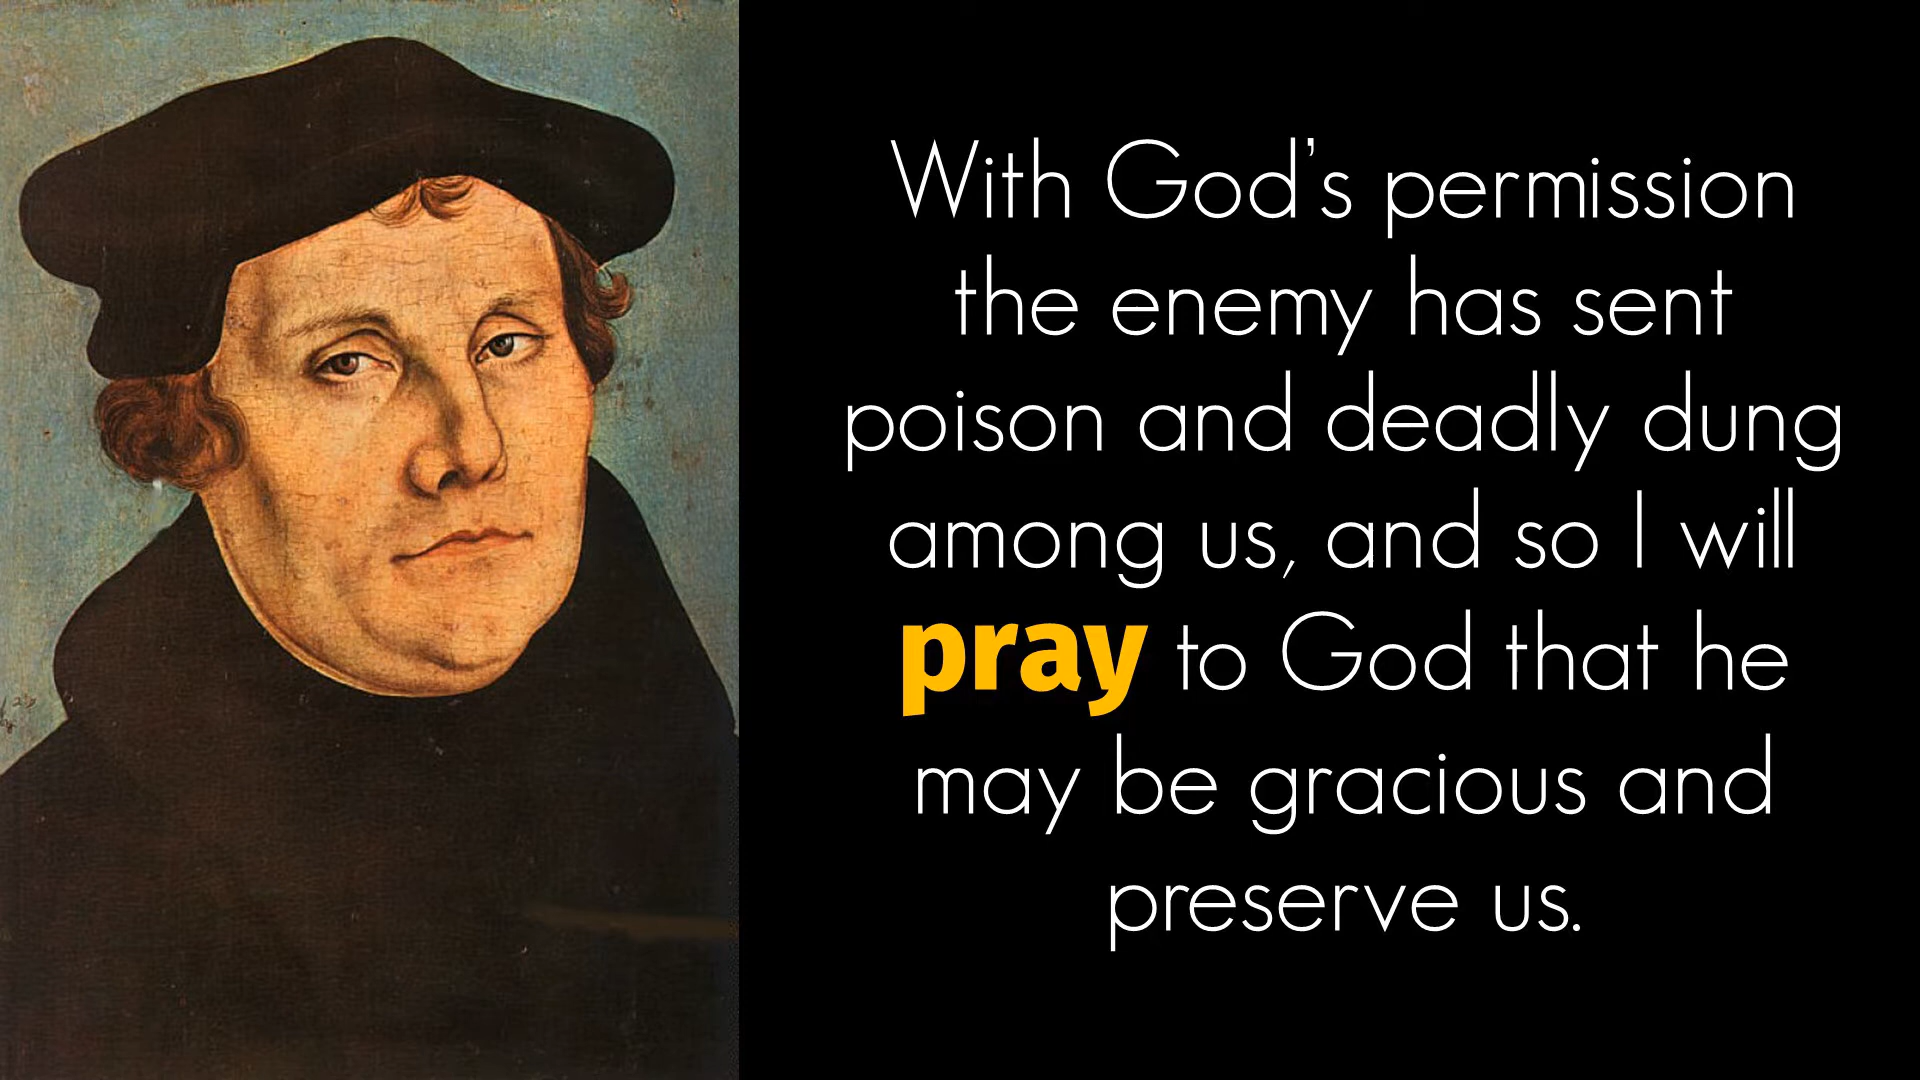 With God's permission
the enemy has sent
poison and deadly dung
among us, and so I will
pray to God that he
may be gracious and
preserve us.